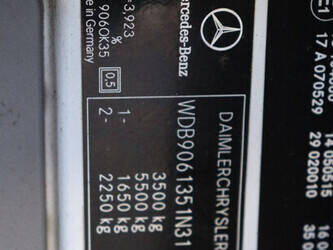 DAIMLERCHRYSLER
WDB9061351N31
3500 kg
5500 kg
1- 1650 kg
2- 2250 kg
Mercedes-Benz
=3,923
906OK35
Made in Germany
0.5
E1
17 A 070529
14 050515
29 020010